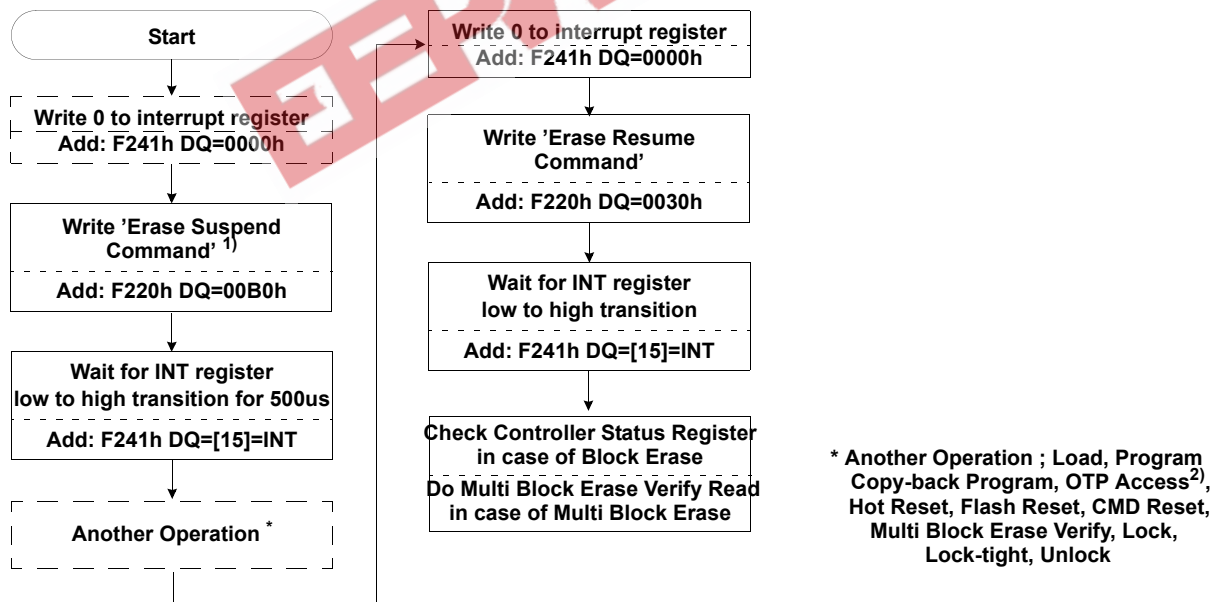 Start
Write 0 to interrupt register
Add: F241h DQ=0000h
Write ’Erase Suspend
Command’ 1)
Add: F220h DQ=00B0h
Wait for INT register
low to high transition for 500us
Add: F241h DQ=[15]=INT
Another Operation *
Write 0 to interrupt register
Add: F241h DQ=0000h
Write ’Erase Resume
Command’
Add: F220h DQ=0030h
Wait for INT register
low to high transition
Add: F241h DQ=[15]=INT
Check Controller Status Register
in case of Block Erase
Do Multi Block Erase Verify Read
in case of Multi Block Erase
* Another Operation ; Load, Program
Copy-back Program, OTP Access2),
Hot Reset, Flash Reset, CMD Reset,
Multi Block Erase Verify, Lock,
Lock-tight, Unlock